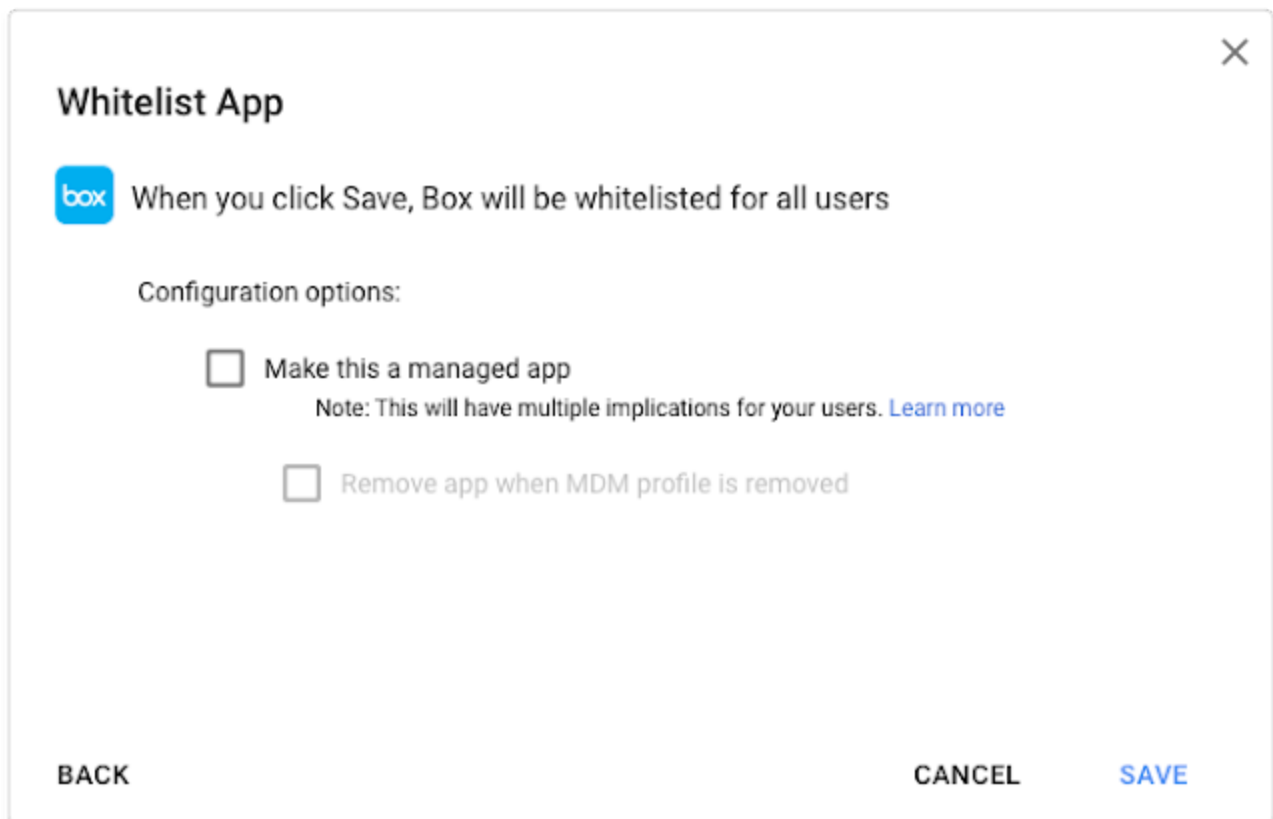 Whitelist App
box When you click Save, Box will be whitelisted for all users
Configuration options:
Make this a managed app
Note: This will have multiple implications for your users. Learn more
Remove app when MDM profile is removed
BACK CANCEL SAVE